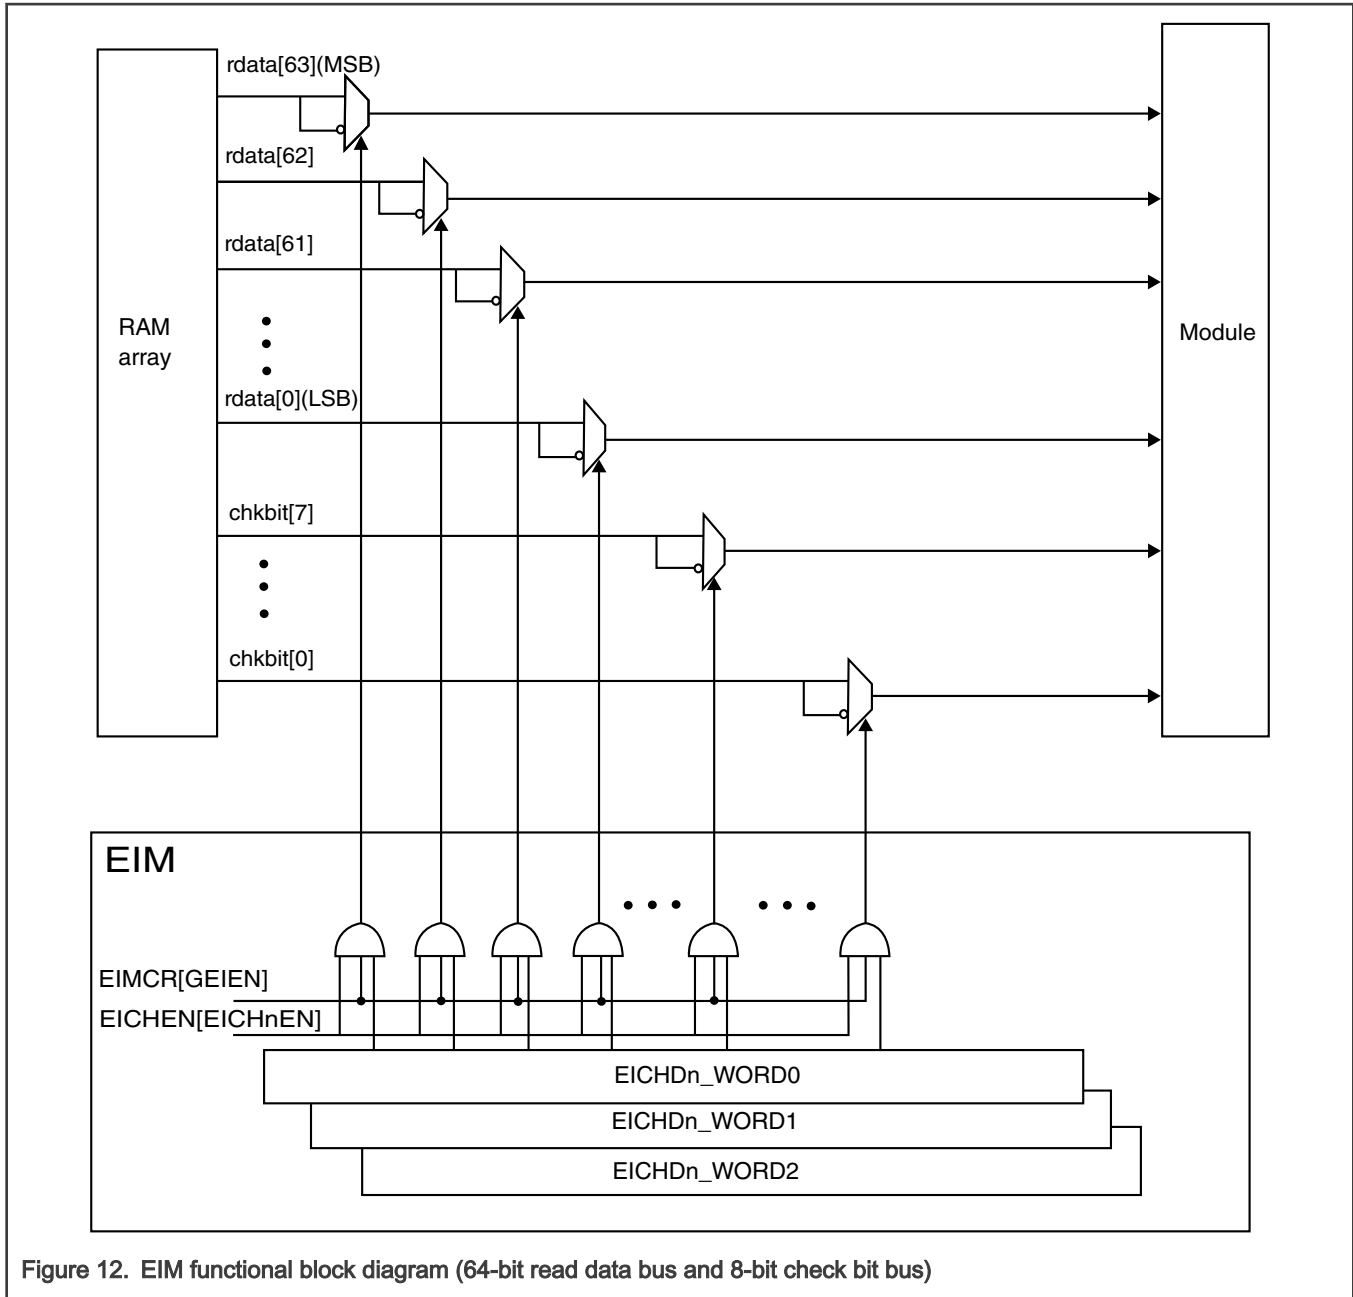 rdata[63](MSB)
rdata[62]
rdata[61]
RAM
array
Module
rdata[0](LSB)
chkbit[7]
chkbit[0]
EIM
EIMCR[GEIEN]
EICHEN[EICHnEN]
EICHDn_WORD0
EICHDn_WORD1
EICHDn_WORD2
Figure 12. EIM functional block diagram (64-bit read data bus and 8-bit check bit bus)